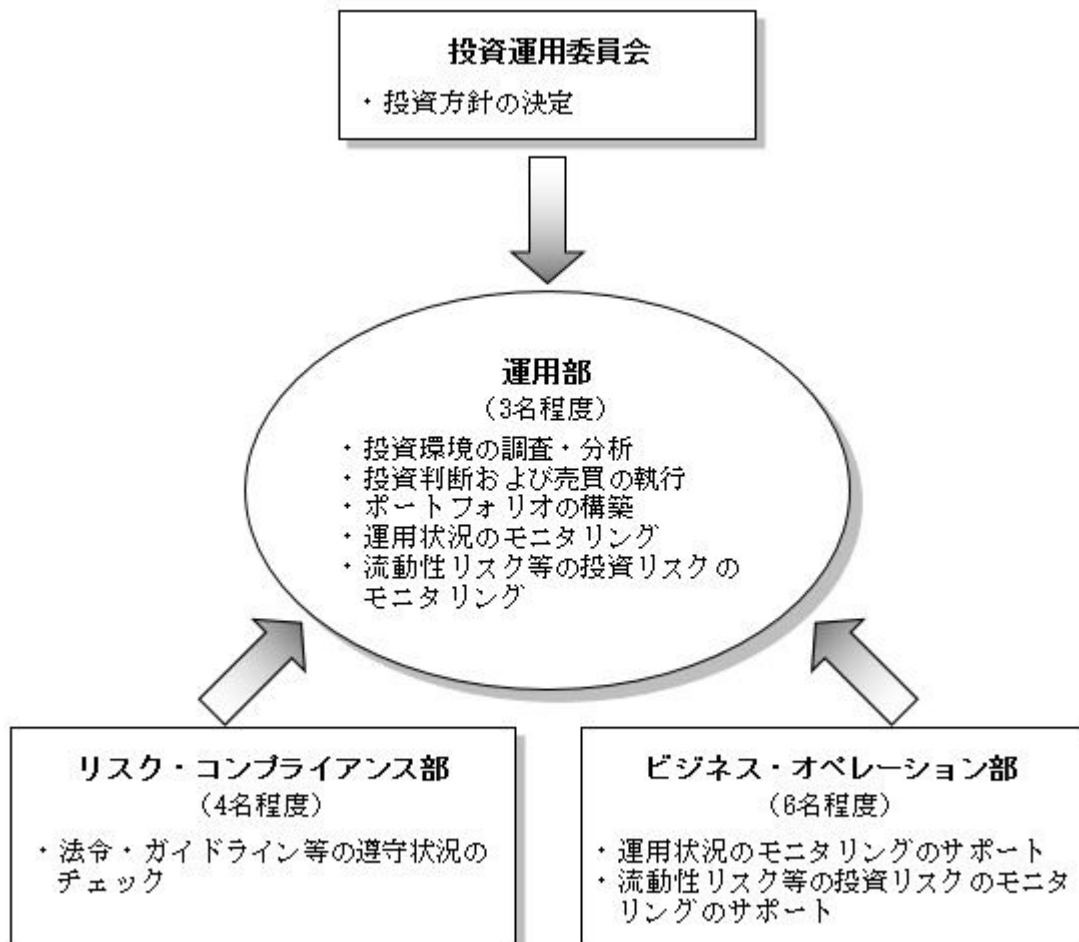 投資運用委員会
・投資方針の決定
運用部
(3名程度)
・投資環境の調査・分析
・投資判断および売買の執行
・ポートフォリオの構築
・運用状況のモニタリング
・流動性リスク等の投資リスクの
モニタリング
リスク・コンプライアンス部
(4名程度)
・法令・ガイドライン等の遵守状況の
チェック
ビジネス・オペレーション部
(6名程度)
・運用状況のモニタリングのサポート
・流動性リスク等の投資リスクのモニタ
リングのサポート